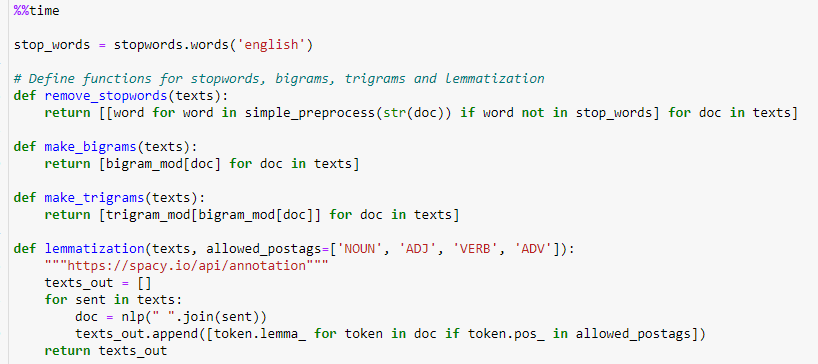 %%time
stop_words = stopwords.words('english')
# Define functions for stopwords, bigrams, trigrams and lemmatization
def remove_stopwords(texts):
    return [[word for word in simple_preprocess(str(doc)) if word not in stop_words] for doc in texts]
def make_bigrams(texts):
    return [bigram_mod[doc] for doc in texts]
def make_trigrams(texts):
    return [trigram_mod[bigram_mod[doc]] for doc in texts]
def lemmatization(texts, allowed_postags=['NOUN', 'ADJ', 'VERB', 'ADV']):
    """https://spacy.io/api/annotation"""
    texts_out = []
    for sent in texts:
        doc = nlp(" ".join(sent))
        texts_out.append([token.lemma_ for token in doc if token.pos_ in allowed_postags])
    return texts_out